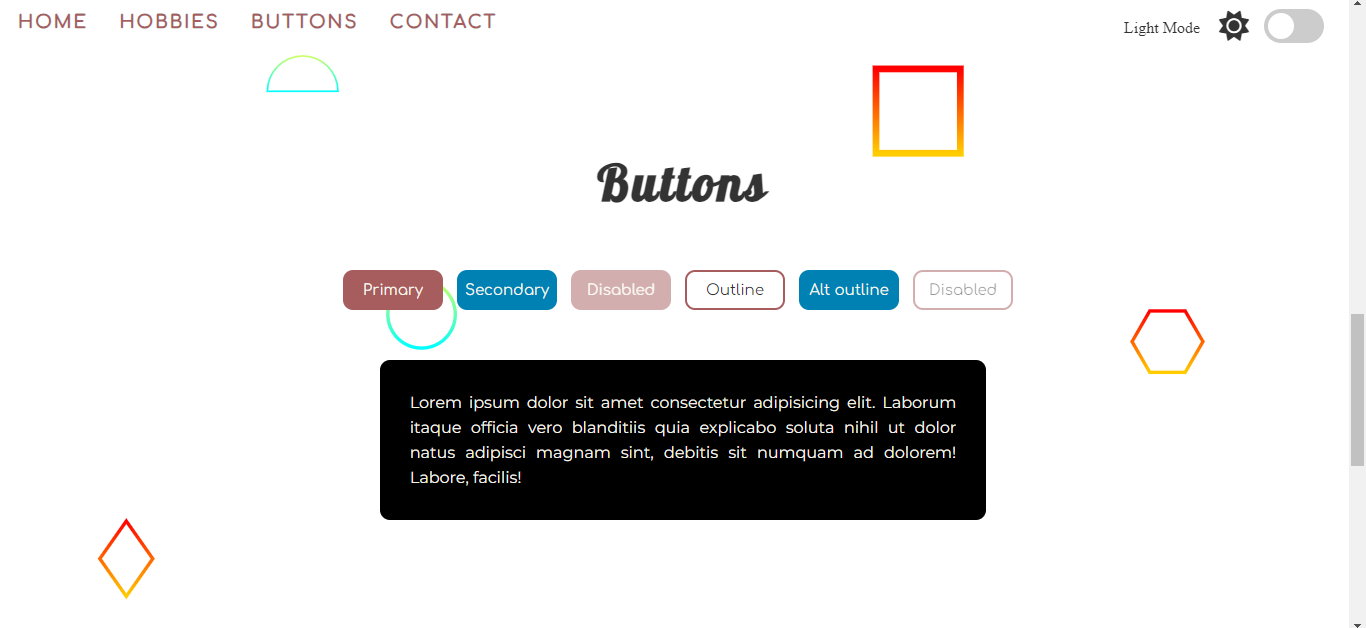 HOME HOBBIES BUTTONS CONTACT Light Mode
Buttons
Primary Secondary Disabled Outline Alt outline Disabled
Lorem ipsum dolor sit amet consectetur adipisicing elit. Laborum
itaque officia vero blanditiis quia explicabo soluta nihil ut dolor
natus adipisci magnam sint, debitis sit numquam ad dolorem!
Labore, facilis!